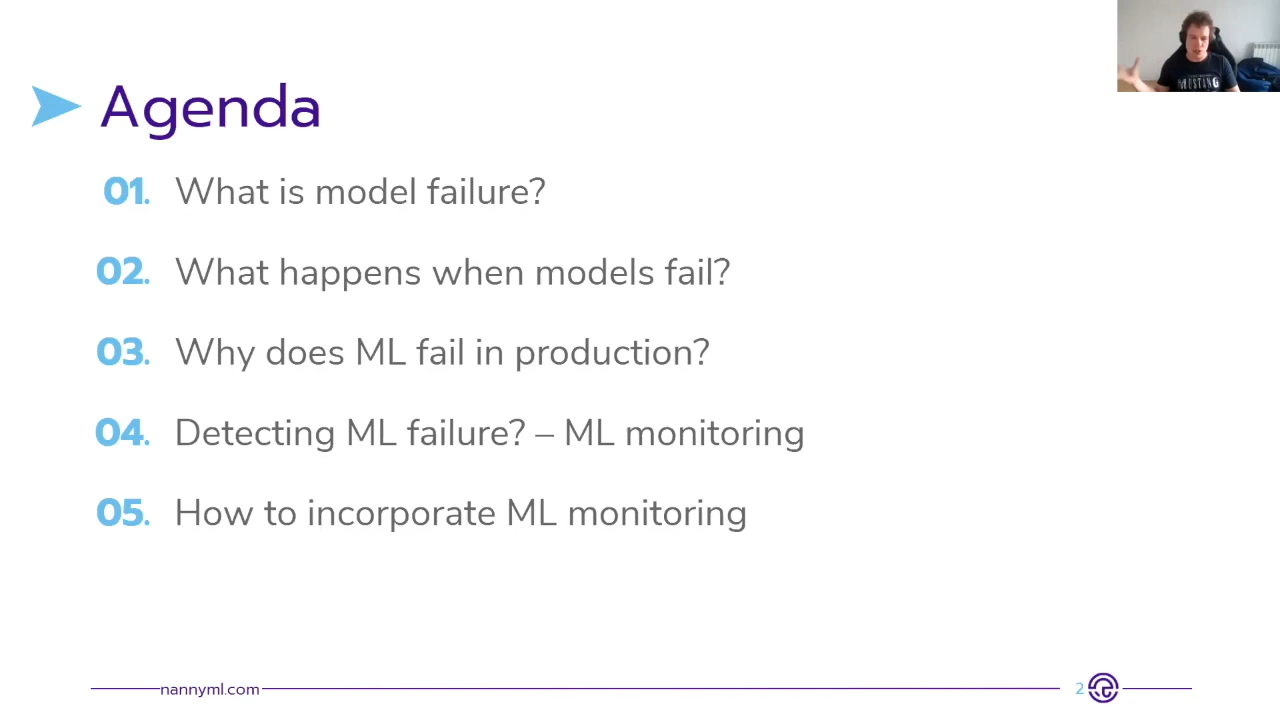 Agenda
01. What is model failure?
02. What happens when models fail?
03. Why does ML fail in production?
04. Detecting ML failure? – ML monitoring
05. How to incorporate ML monitoring
MUSTANG
nannyml.com
2